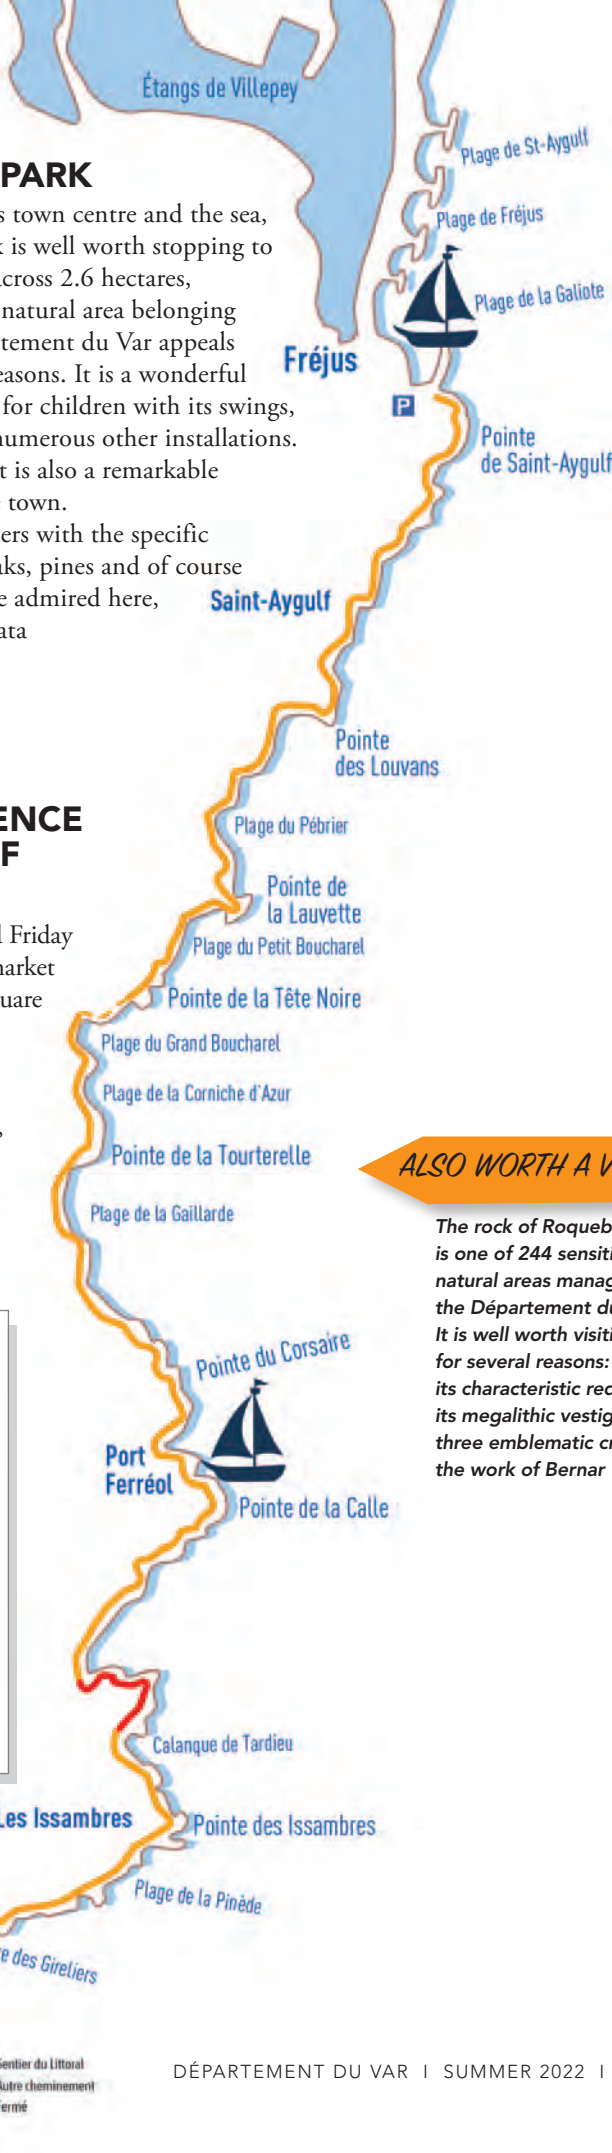 Étangs de Villepey
Plage de St-Aygulf
PARK
s town centre and the sea,
k is well worth stopping to
across 2.6 hectares,
natural area belonging
tement du Var appeals
easons. It is a wonderful
for children with its swings,
numerous other installations.
t is also a remarkable
town.
ers with the specific
aks, pines and of course
e admired here,
ata
Plage de Fréjus
Plage de la Galiote
Fréjus
P
Pointe
de Saint-Aygulf
Saint-Aygulf
Pointe
des Louvans
ENCE
F
Plage du Pébrier
Pointe de
la Lauvette
l Friday
market
quare
Plage du Petit Boucharel
Pointe de la Tête Noire
Plage du Grand Boucharel
Plage de la Corniche d'Azur
,
Pointe de la Tourterelle
Plage de la Gaillarde
ALSO WORTH A V
The rock of Roqueb
is one of 244 sensiti
natural areas manag
the Département du
It is well worth visiti
for several reasons:
its characteristic rec
its megalithic vestig
three emblematic cr
the work of Bernar
Pointe du Corsaire
Port
Ferréol
Pointe de la Calle
Calanque de Tardieu
Les Issambres
Pointe des Issambres
Plage de la Pinède
e des Gireliers
Sentier du Littoral
Autre cheminement
Fermé
DÉPARTEMENT DU VAR I SUMMER 2022 I